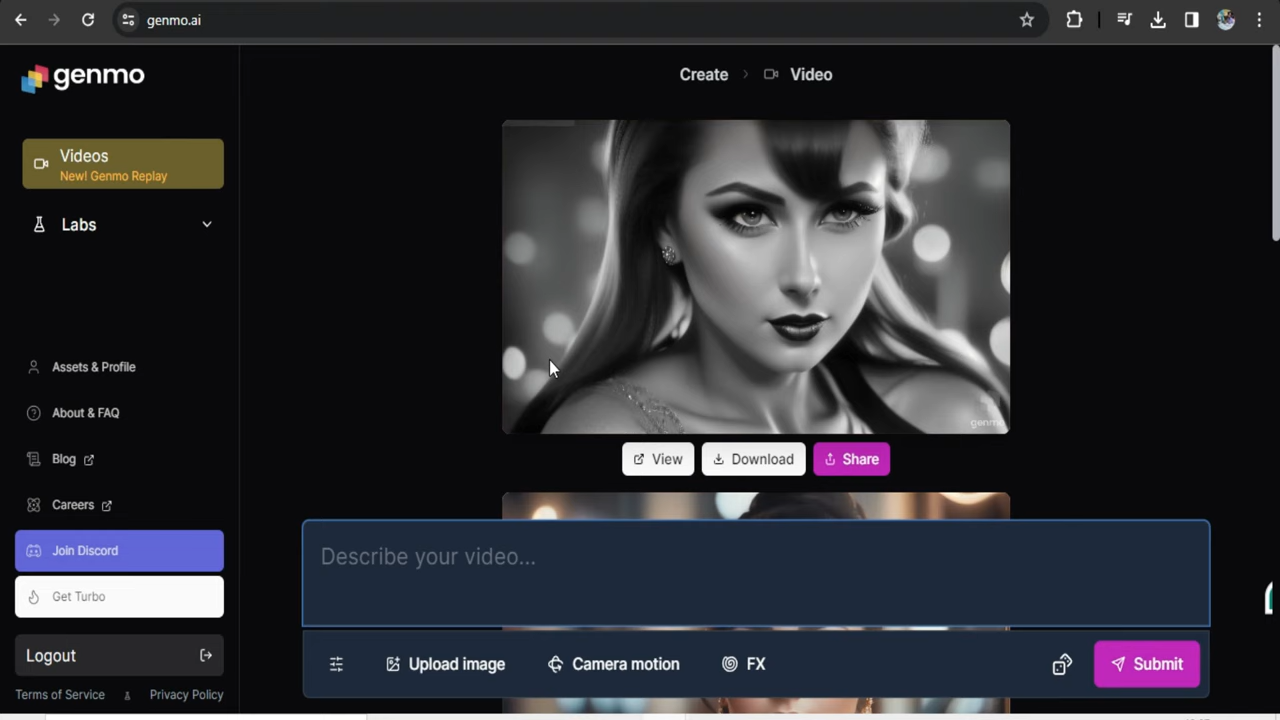 genmo.ai
genmo
Create > Video
Videos
New! Genmo Replay
Labs
genmo
Assets & Profile
About & FAQ
Blog
View Download Share
Careers
Join Discord
Describe your video...
Get Turbo
Logout
Upload image Camera motion FX Submit
Terms of Service Privacy Policy